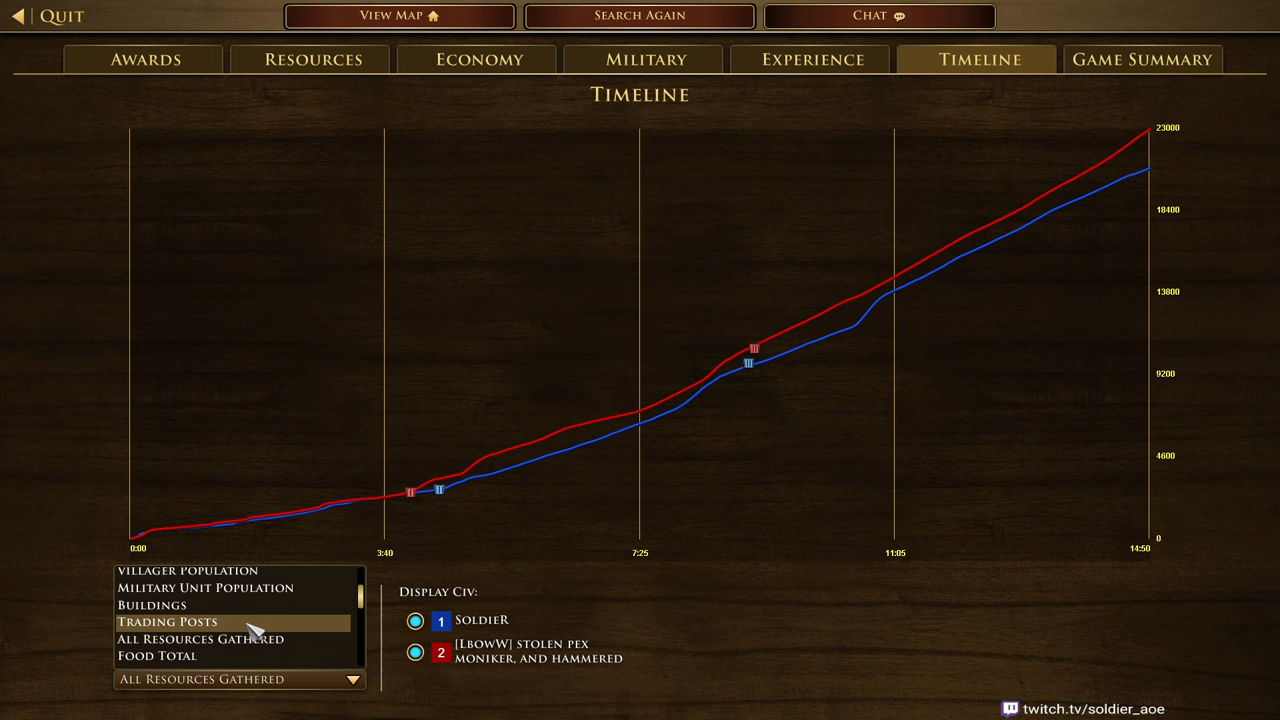 Quit
View Map
Search Again
Chat
Awards
Resources
Economy
Military
Experience
Timeline
Game Summary
Timeline
23000
18400
13800
9200
4600
0
III
III
II
II
0:00
3:40
7:25
11:05
14:50
Villager Population
Military Unit Population
Buildings
Trading Posts
All Resources Gathered
Food Total
All Resources Gathered
Display Civ:
1 SoldieR
2 [LbowW] stolen pex
moniker, and hammered
twitch.tv/soldier_aoe